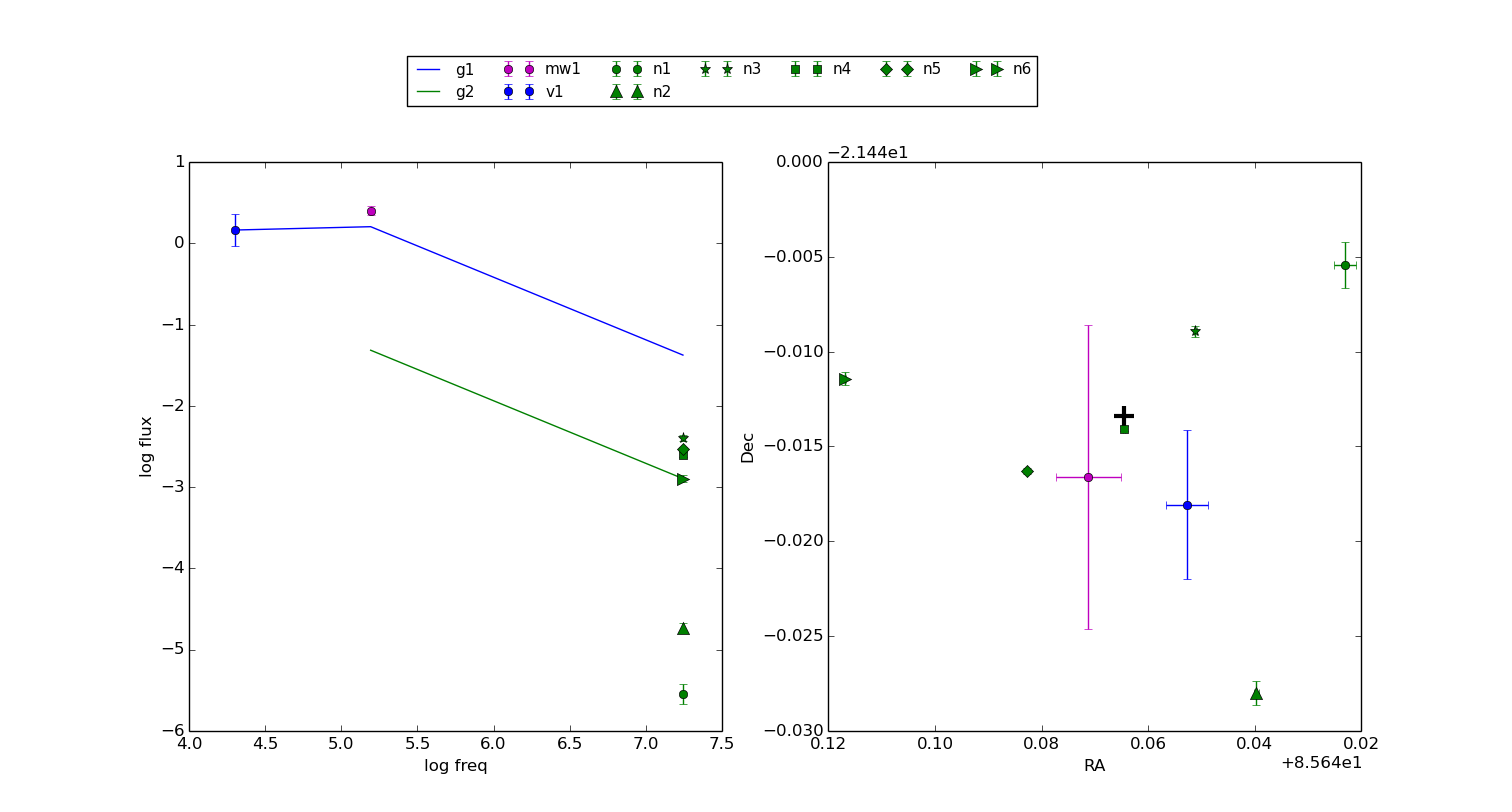 g1 mw1 n1 n3 n4 n5 n6
g2 v1 n2
1
0
−1
−2
−3
−4
−5
−6
log flux
4.0 4.5 5.0 5.5 6.0 6.5 7.0 7.5
log freq
−2.144e1
0.000
−0.005
−0.010
−0.015
−0.020
−0.025
−0.030
Dec
0.12 0.10 0.08 0.06 0.04 0.02
RA
+8.564e1